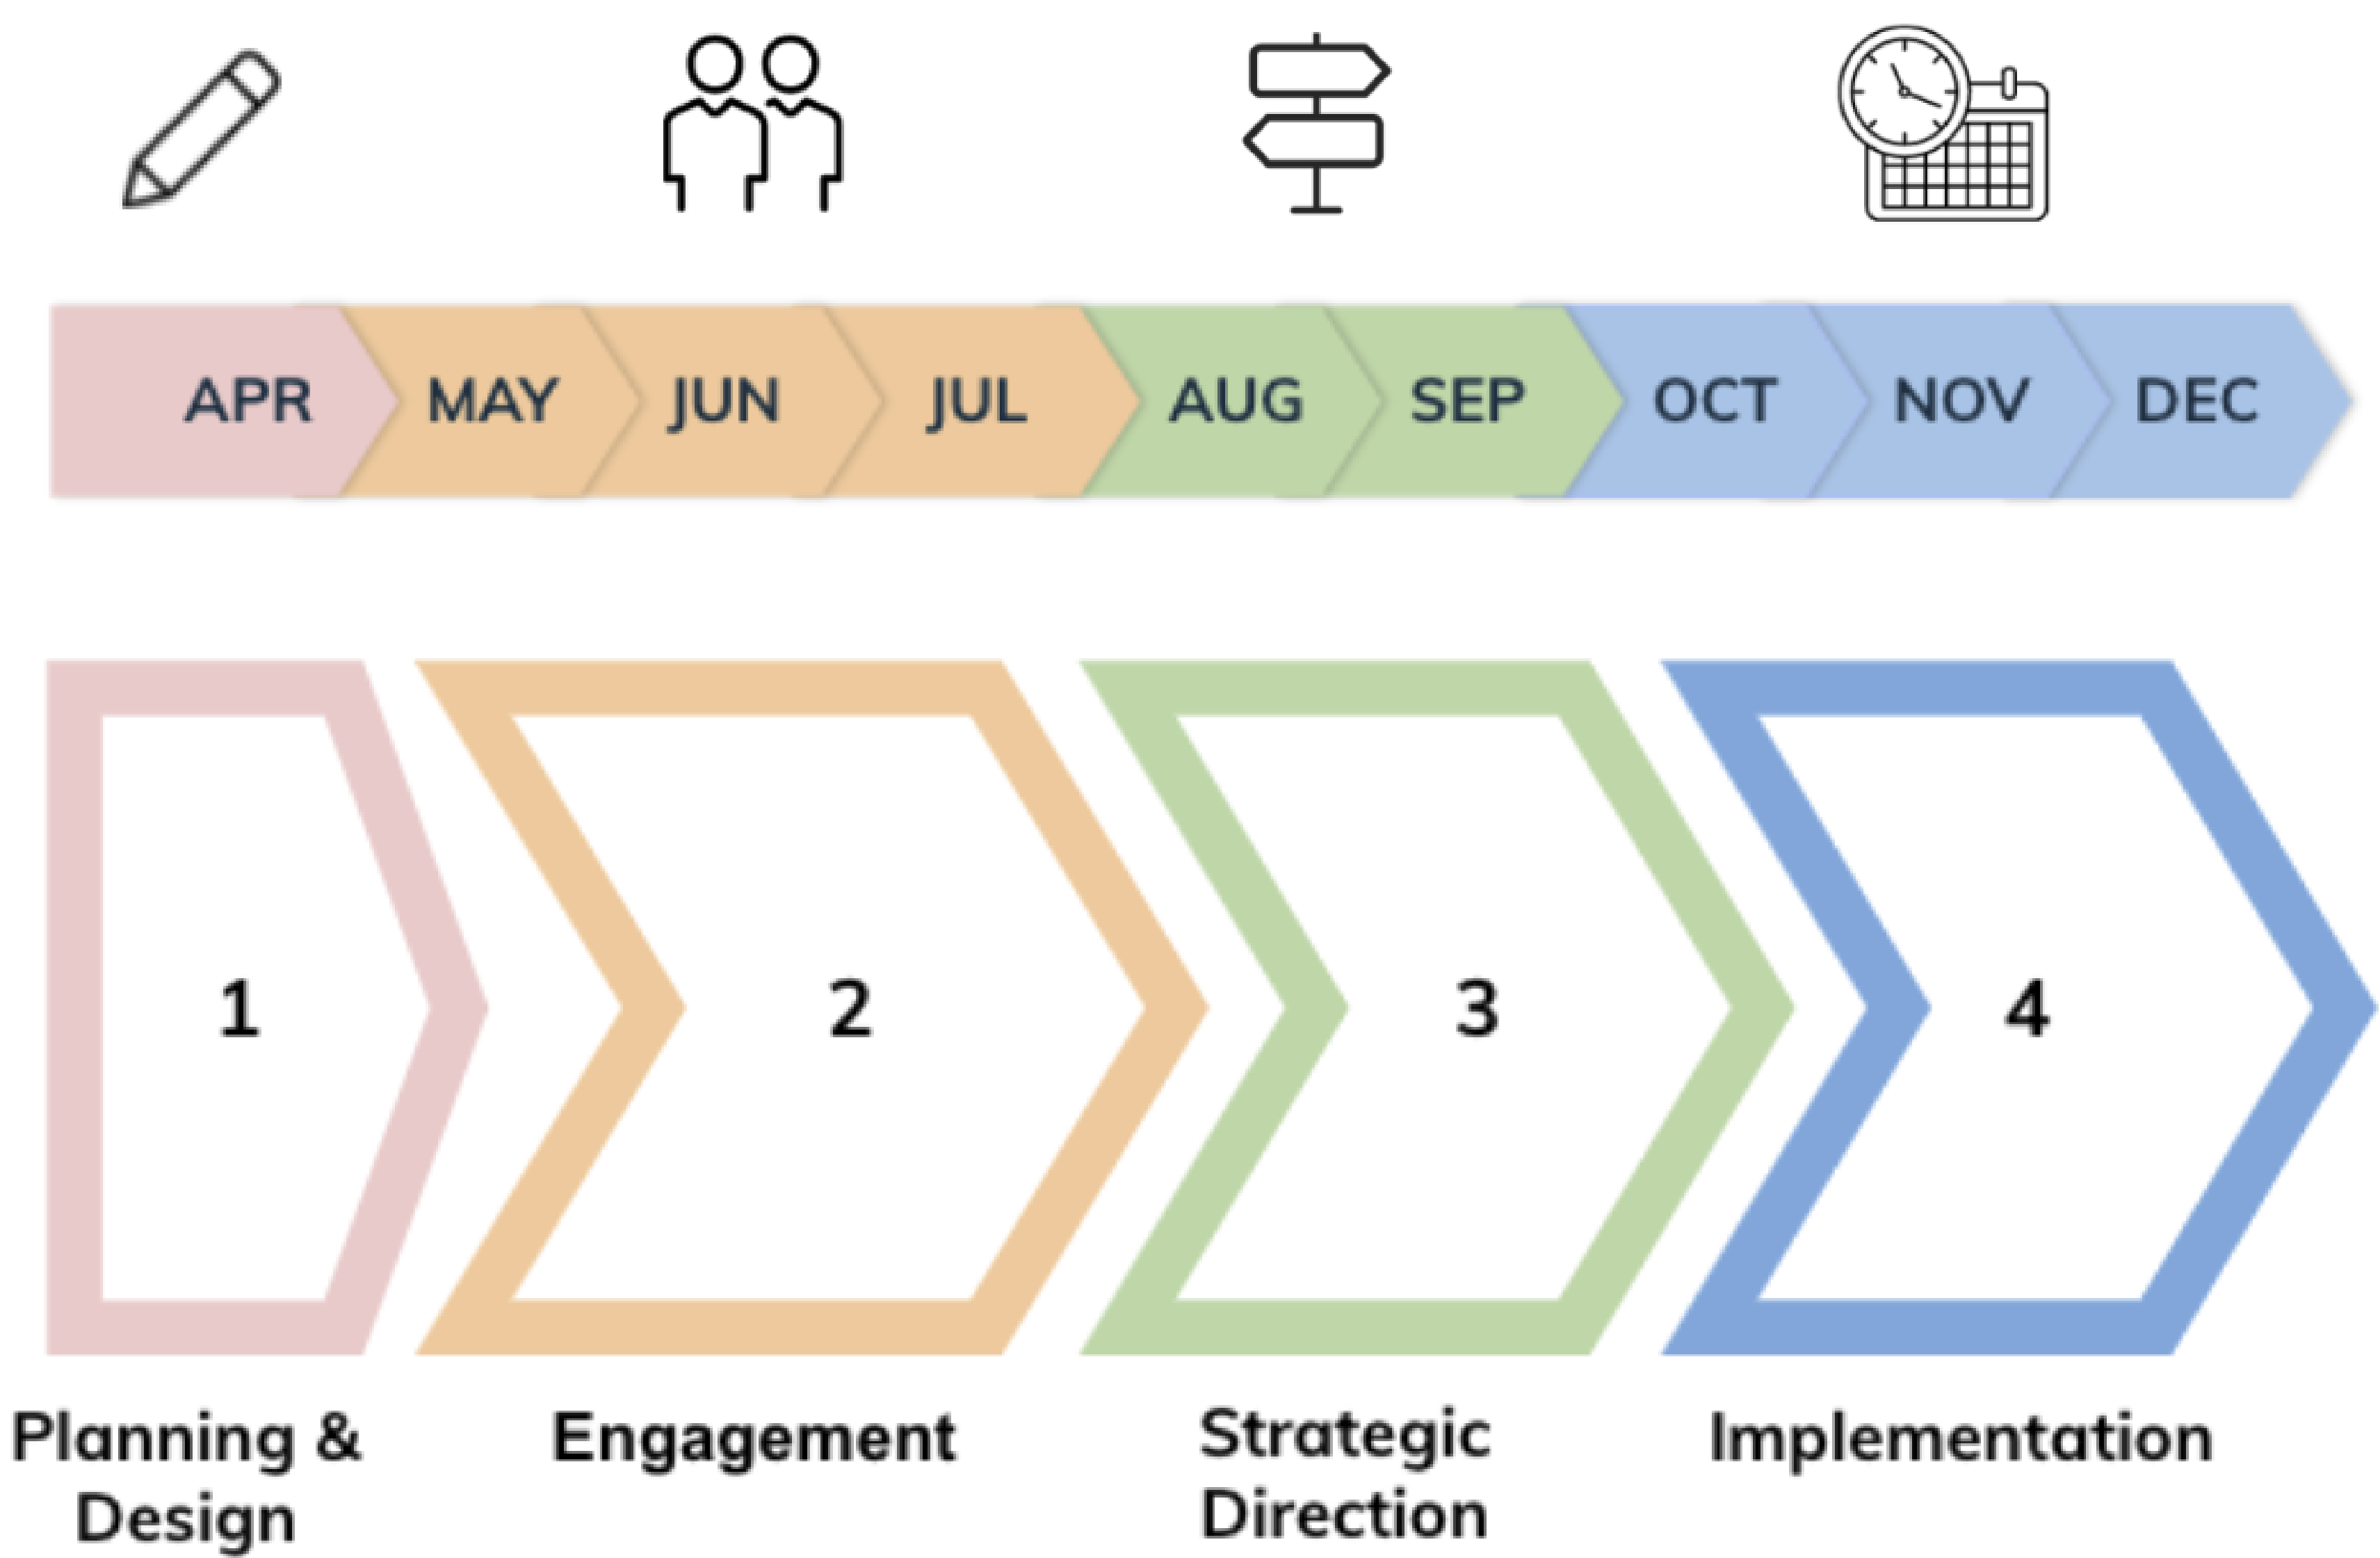 APR MAY JUN JUL AUG SEP OCT NOV DEC
1 2 3 4
Planning &
Design
Engagement
Strategic
Direction
Implementation